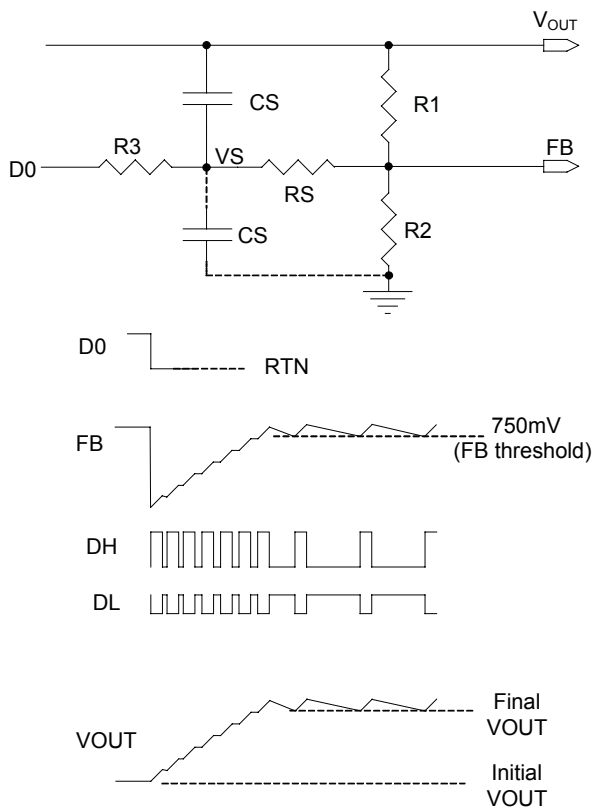 VOUT
CS
R1
R3
VS
FB
D0
RS
CS
R2
D0
RTN
FB
750mV
(FB threshold)
DH
DL
VOUT
Final
VOUT
Initial
VOUT